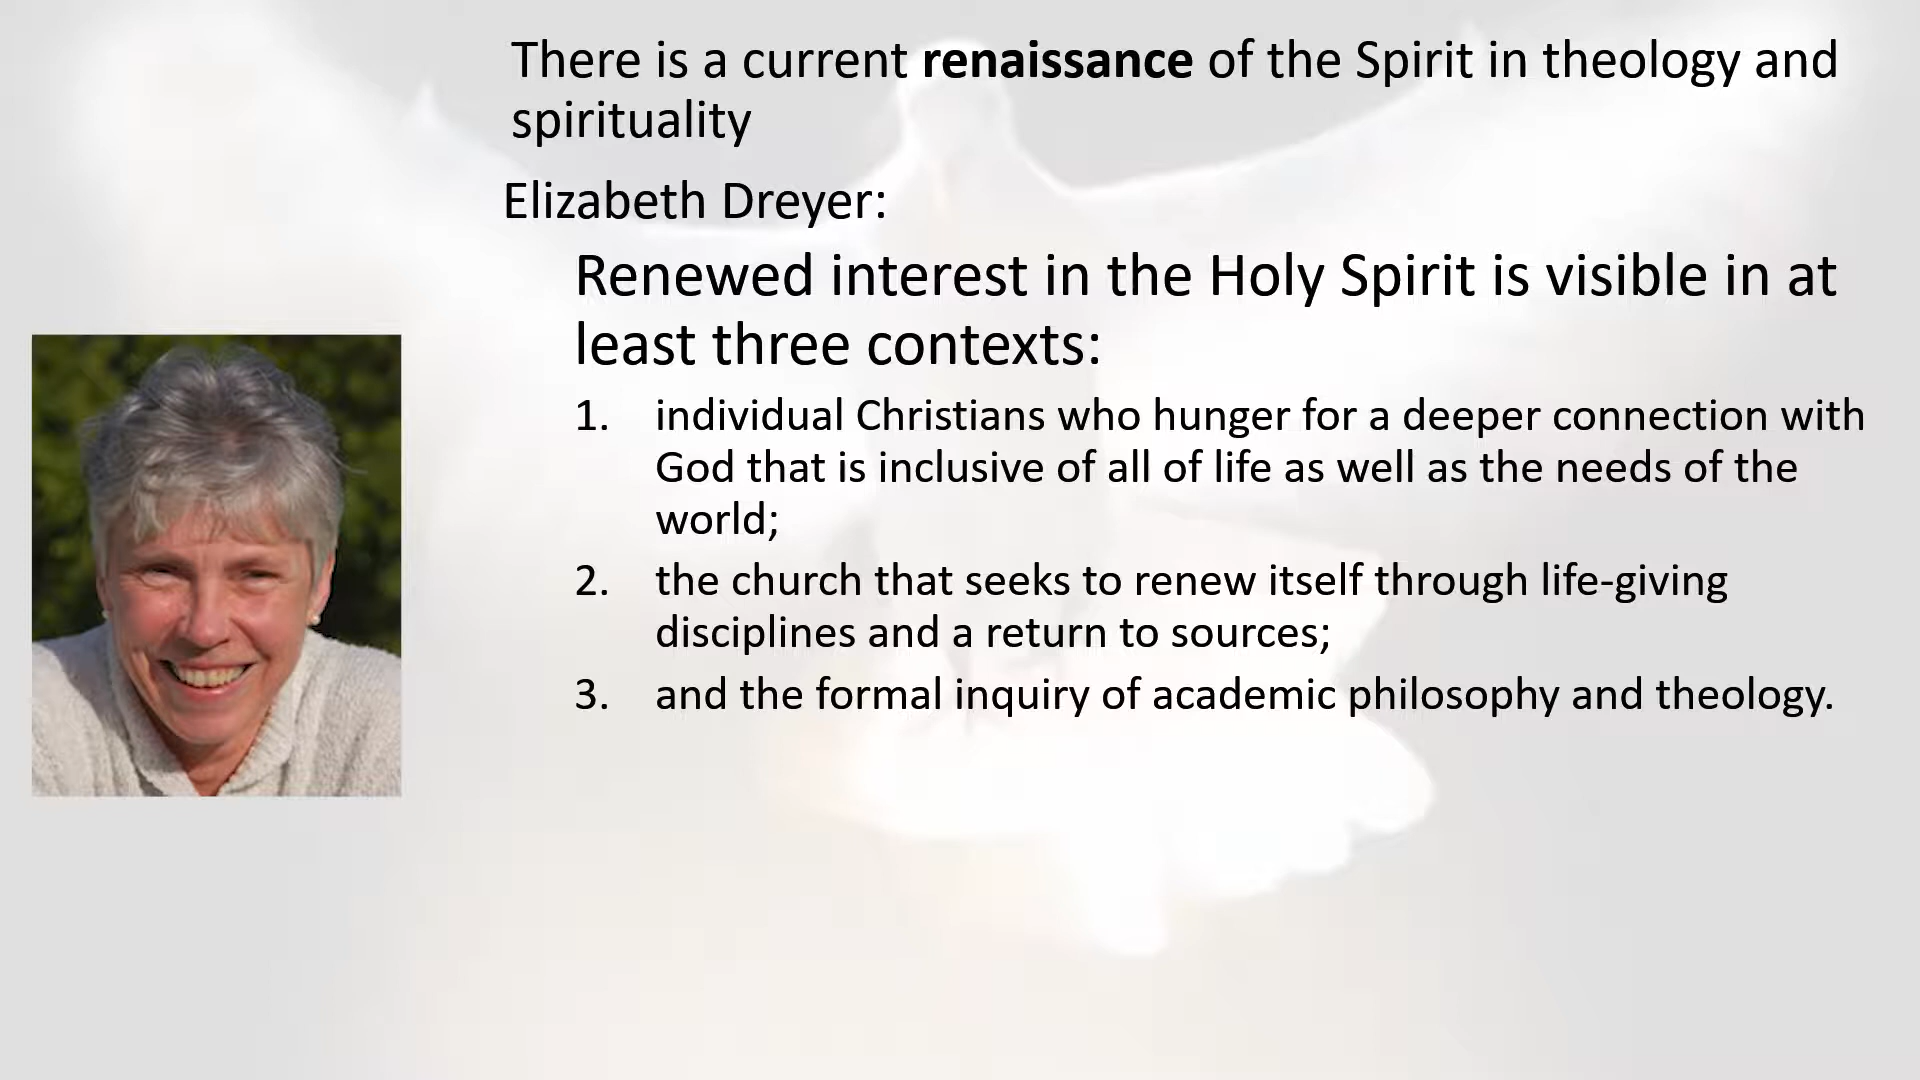 There is a current renaissance of the Spirit in theology and
spirituality
Elizabeth Dreyer:
Renewed interest in the Holy Spirit is visible in at
least three contexts:
1. individual Christians who hunger for a deeper connection with
God that is inclusive of all of life as well as the needs of the
world;
2. the church that seeks to renew itself through life-giving
disciplines and a return to sources;
3. and the formal inquiry of academic philosophy and theology.